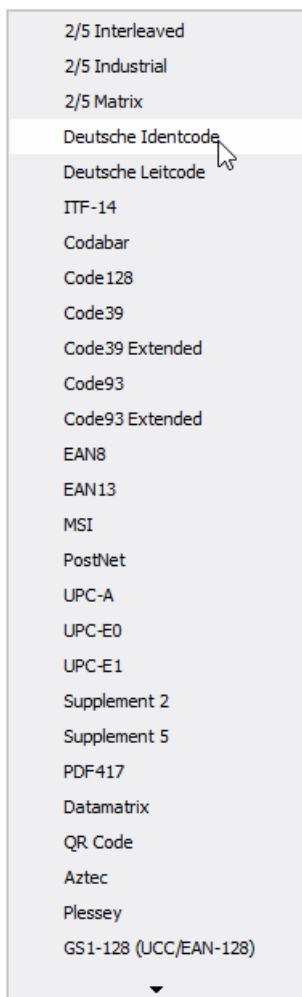 2/5 Interleaved
2/5 Industrial
2/5 Matrix
Deutsche Identcode
Deutsche Leitcode
ITF-14
Codabar
Code128
Code39
Code39 Extended
Code93
Code93 Extended
EAN8
EAN13
MSI
PostNet
UPC-A
UPC-E0
UPC-E1
Supplement 2
Supplement 5
PDF417
Datamatrix
QR Code
Aztec
Plessey
GS1-128 (UCC/EAN-128)